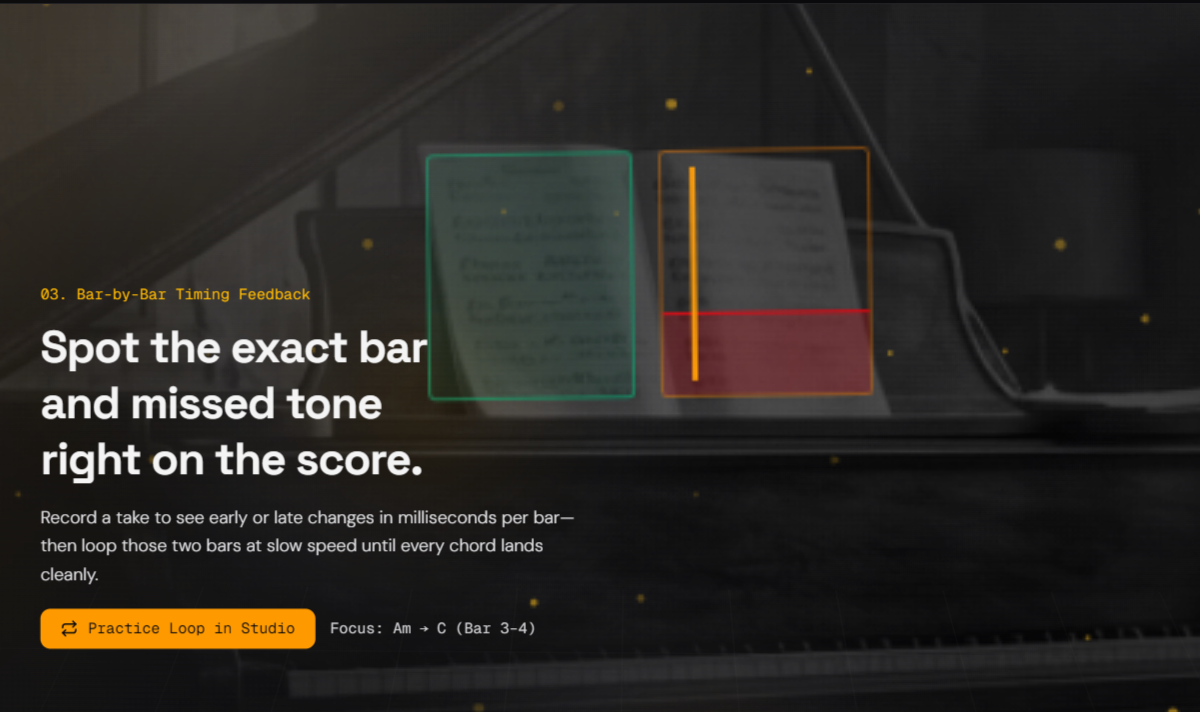 03. Bar-by-Bar Timing Feedback
Spot the exact bar
and missed tone
right on the score.
Record a take to see early or late changes in milliseconds per bar—
then loop those two bars at slow speed until every chord lands
cleanly.
Practice Loop in Studio
Focus: Am → C (Bar 3-4)